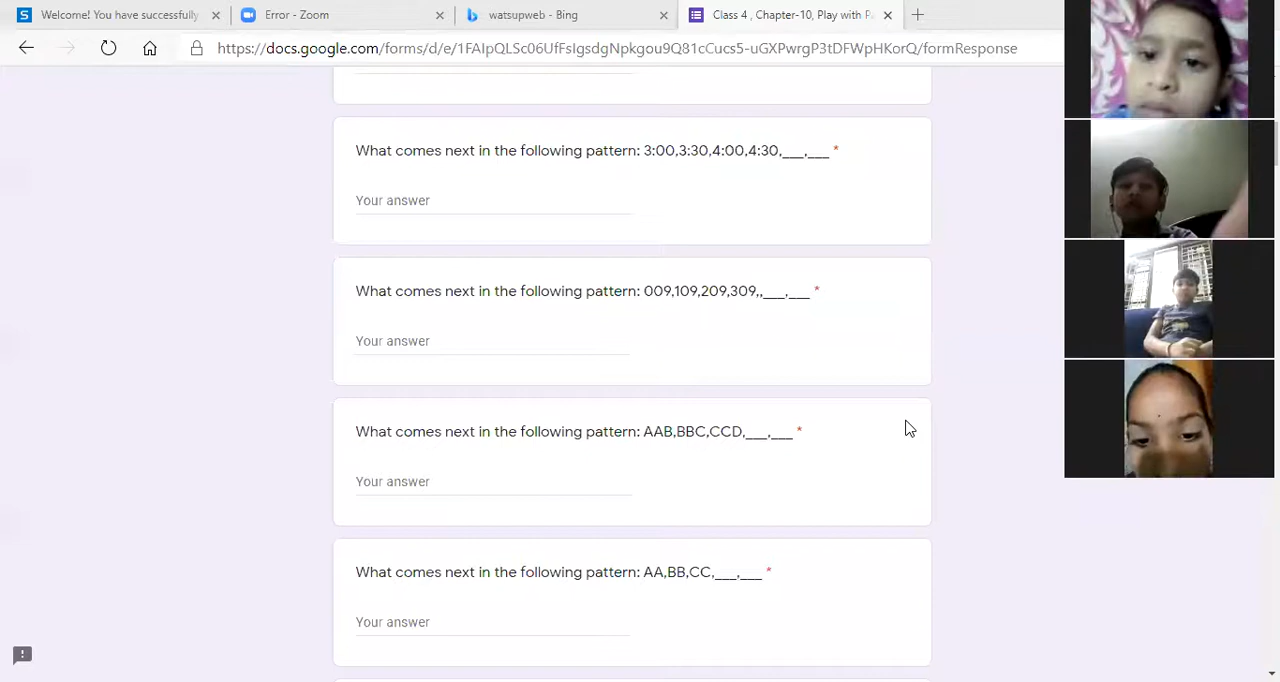 Welcome! You have successfully
Error - Zoom
watsupweb - Bing
Class 4 , Chapter-10, Play with Pa
https://docs.google.com/forms/d/e/1FAIpQLSc06UfFsIgsdgNpkgou9Q81cCucs5-uGXPwrgP3tDFWpHKorQ/formResponse
What comes next in the following pattern: 3:00,3:30,4:00,4:30,___,___ *
Your answer
What comes next in the following pattern: 009,109,209,309,,___,___ *
Your answer
What comes next in the following pattern: AAB,BBC,CCD,___,___ *
Your answer
What comes next in the following pattern: AA,BB,CC,___,___ *
Your answer